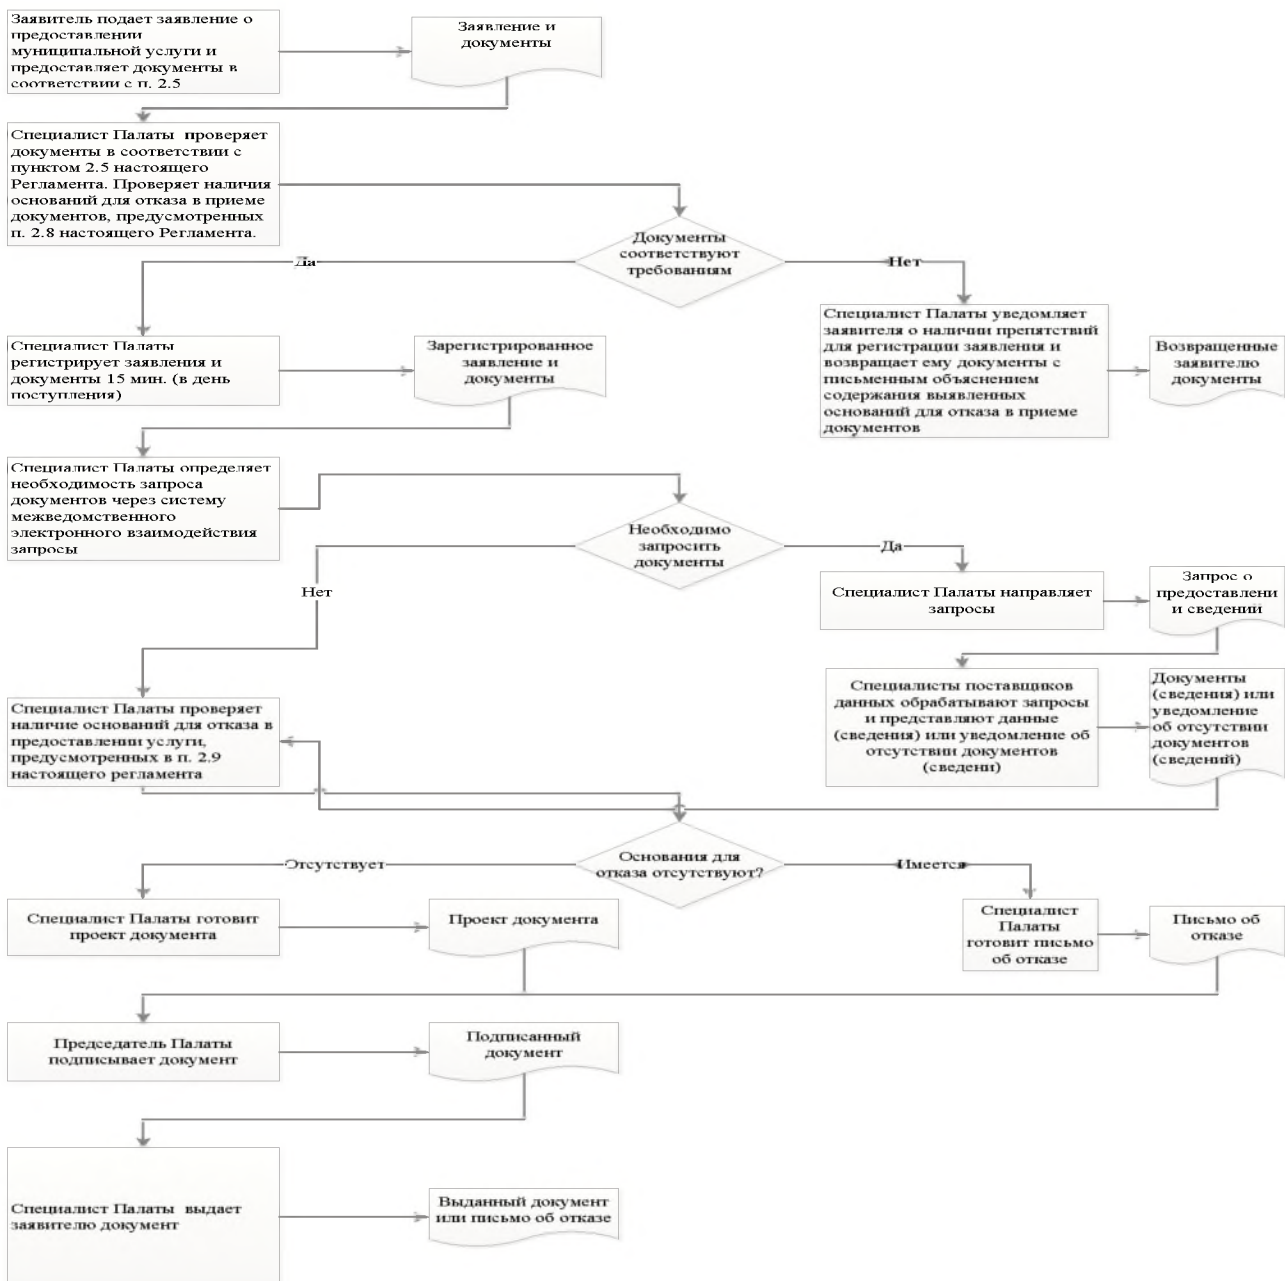 Заявитель подает заявление о
предоставлении
муниципальной услуги и
предоставляет документы в
соответствии с п. 2.5
Заявление и
документы
Специалист Палаты проверяет
документы в соответствии с
пунктом 2.5 настоящего
Регламента. Проверяет наличия
оснований для отказа в приеме
документов, предусмотренных
п. 2.8 настоящего Регламента.
Документы
соответствуют
требованиям
Да
Нет
Специалист Палаты
регистрирует заявления и
документы 15 мин. (в день
поступления)
Зарегистрированное
заявление и
документы
Специалист Палаты уведомляет
заявителя о наличии препятствий
для регистрации заявления и
возвращает ему документы с
письменным объяснением
содержания выявленных
оснований для отказа в приеме
документов
Возвращенные
заявителю
документы
Специалист Палаты определяет
необходимость запроса
документов через систему
межведомственного
электронного взаимодействия
запросы
Необходимо
запросить
документы
Да
Нет
Специалист Палаты направляет
запросы
Запрос о
предоставлени
и сведений
Специалисты поставщиков
данных обрабатывают запросы
и представляют данные
(сведения) или уведомление об
отсутствии документов
(сведени)
Документы
(сведения) или
уведомление
об отсутствии
документов
(сведений)
Специалист Палаты проверяет
наличие оснований для отказа в
предоставлении услуги,
предусмотренных в п. 2.9
настоящего регламента
Основания для
отказа отсутствуют?
Отсутствует
Имеется
Специалист Палаты готовит
проект документа
Проект документа
Специалист
Палаты
готовит письмо
об отказе
Письмо об
отказе
Председатель Палаты
подписывает документ
Подписанный
документ
Специалист Палаты выдает
заявителю документ
Выданный документ
или письмо об отказе